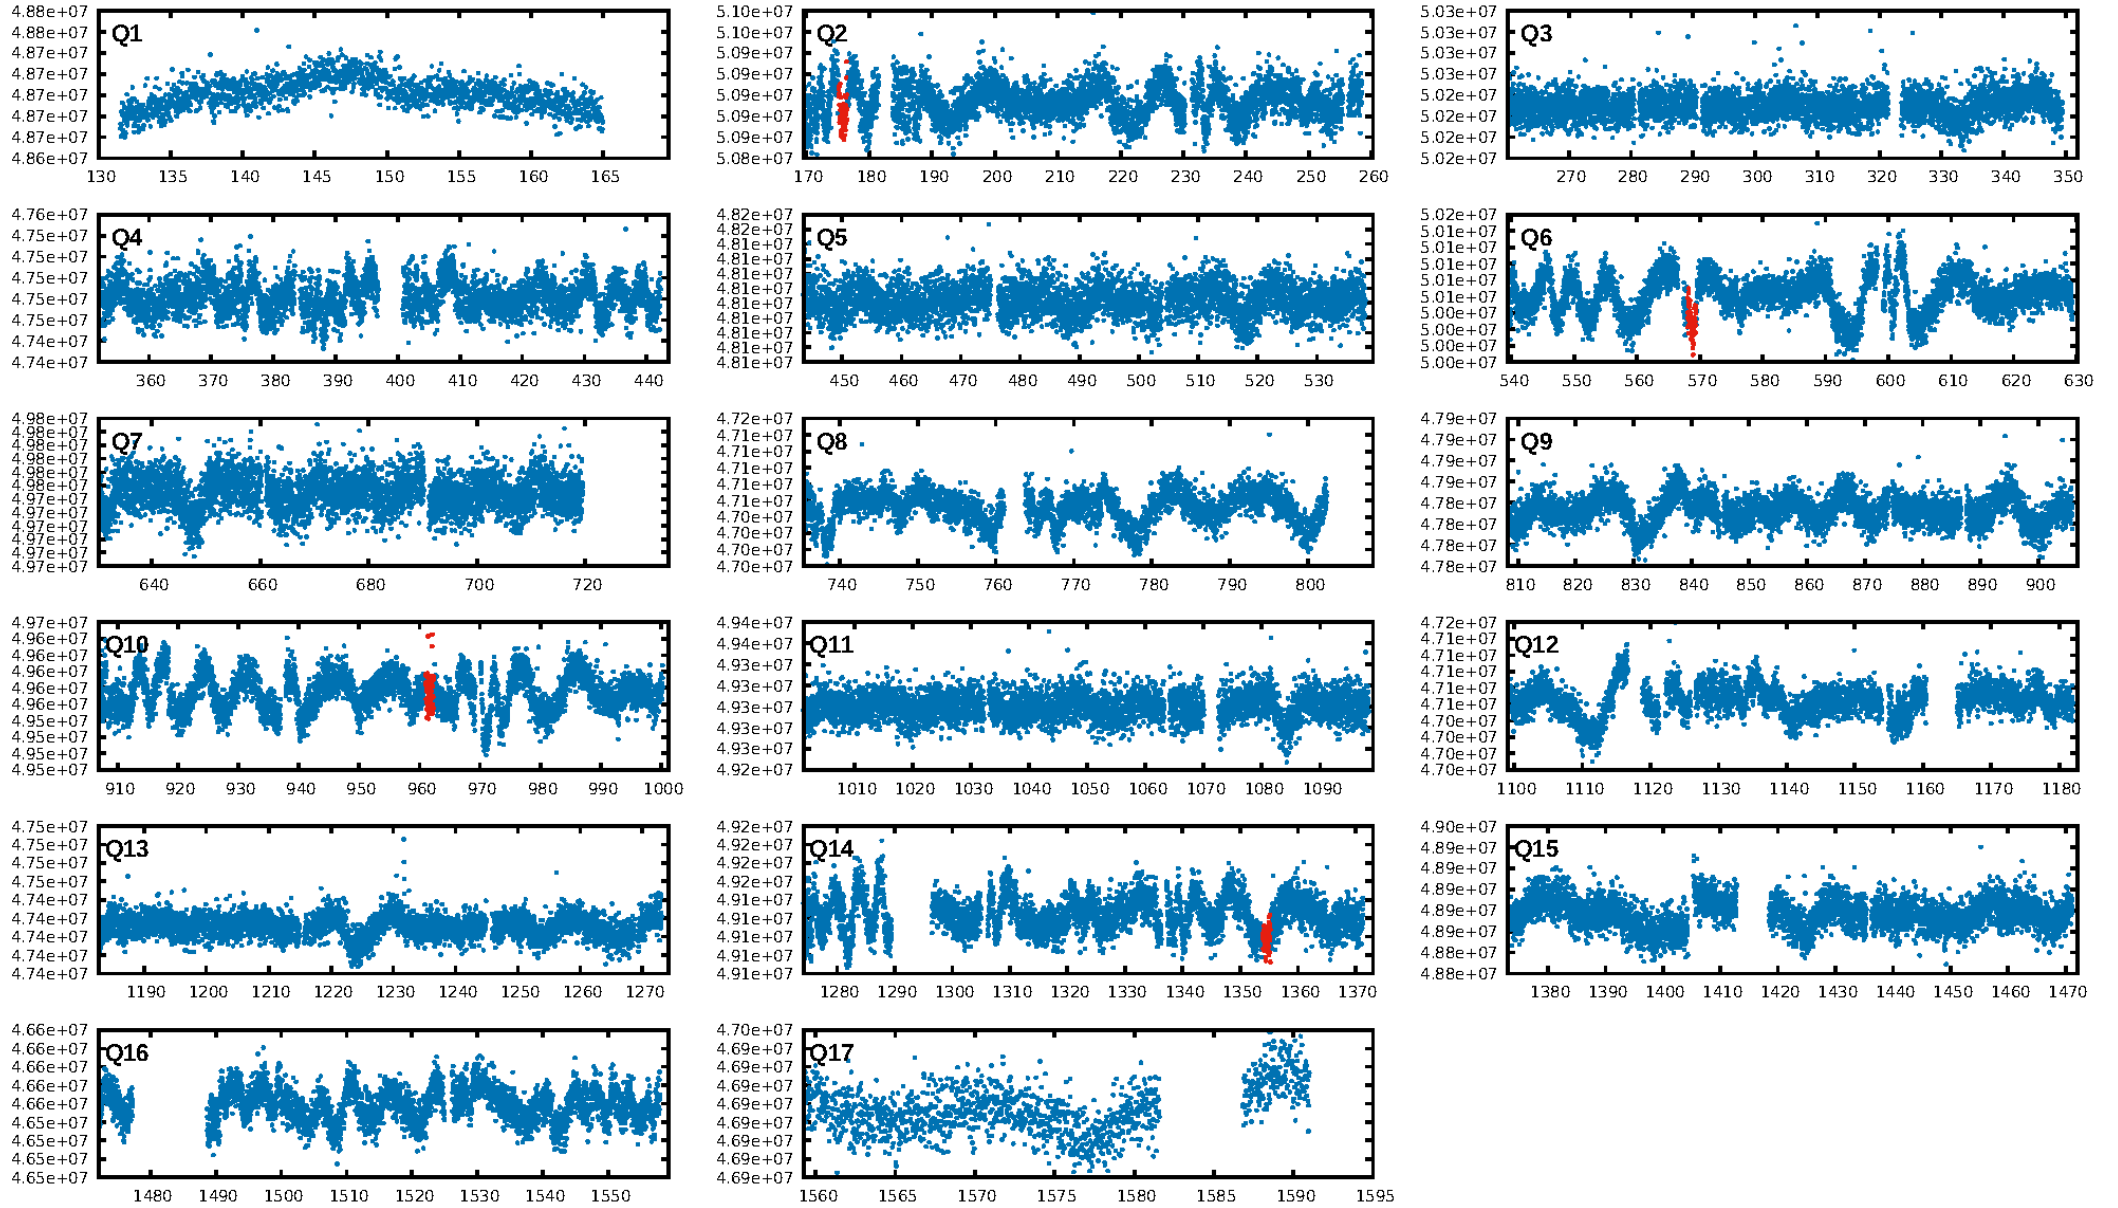 4.88e+07
4.88e+07
4.87e+07
4.87e+07
4.87e+07
4.87e+07
4.87e+07
4.86e+07
Q1
130 135 140 145 150 155 160 165
5.10e+07
5.10e+07
5.09e+07
5.09e+07
5.09e+07
5.09e+07
5.09e+07
5.08e+07
Q2
170 180 190 200 210 220 230 240 250 260
5.03e+07
5.03e+07
5.03e+07
5.03e+07
5.02e+07
5.02e+07
5.02e+07
5.02e+07
Q3
270 280 290 300 310 320 330 340 350
4.76e+07
4.75e+07
4.75e+07
4.75e+07
4.75e+07
4.75e+07
4.74e+07
4.74e+07
Q4
360 370 380 390 400 410 420 430 440
4.82e+07
4.82e+07
4.81e+07
4.81e+07
4.81e+07
4.81e+07
4.81e+07
4.81e+07
4.81e+07
4.81e+07
4.81e+07
Q5
450 460 470 480 490 500 510 520 530
5.02e+07
5.01e+07
5.01e+07
5.01e+07
5.01e+07
5.01e+07
5.00e+07
5.00e+07
5.00e+07
5.00e+07
Q6
540 550 560 570 580 590 600 610 620 630
4.98e+07
4.98e+07
4.98e+07
4.98e+07
4.98e+07
4.98e+07
4.97e+07
4.97e+07
4.97e+07
4.97e+07
4.97e+07
4.97e+07
Q7
640 660 680 700 720
4.72e+07
4.71e+07
4.71e+07
4.71e+07
4.71e+07
4.71e+07
4.70e+07
4.70e+07
4.70e+07
4.70e+07
Q8
740 750 760 770 780 790 800
4.79e+07
4.79e+07
4.79e+07
4.79e+07
4.78e+07
4.78e+07
4.78e+07
4.78e+07
Q9
810 820 830 840 850 860 870 880 890 900
4.97e+07
4.96e+07
4.96e+07
4.96e+07
4.96e+07
4.96e+07
4.95e+07
4.95e+07
4.95e+07
4.95e+07
Q10
910 920 930 940 950 960 970 980 990 1000
4.94e+07
4.94e+07
4.93e+07
4.93e+07
4.93e+07
4.93e+07
4.93e+07
4.92e+07
Q11
1010 1020 1030 1040 1050 1060 1070 1080 1090
4.72e+07
4.71e+07
4.71e+07
4.71e+07
4.71e+07
4.71e+07
4.70e+07
4.70e+07
4.70e+07
4.70e+07
Q12
1100 1110 1120 1130 1140 1150 1160 1170 1180
4.75e+07
4.75e+07
4.75e+07
4.75e+07
4.74e+07
4.74e+07
4.74e+07
4.74e+07
4.74e+07
Q13
1190 1200 1210 1220 1230 1240 1250 1260 1270
4.92e+07
4.92e+07
4.92e+07
4.92e+07
4.91e+07
4.91e+07
4.91e+07
4.91e+07
4.91e+07
Q14
1280 1290 1300 1310 1320 1330 1340 1350 1360 1370
4.90e+07
4.89e+07
4.89e+07
4.89e+07
4.89e+07
4.89e+07
4.88e+07
4.88e+07
Q15
1380 1390 1400 1410 1420 1430 1440 1450 1460 1470
4.66e+07
4.66e+07
4.66e+07
4.66e+07
4.66e+07
4.65e+07
4.65e+07
4.65e+07
4.65e+07
Q16
1480 1490 1500 1510 1520 1530 1540 1550
4.70e+07
4.69e+07
4.69e+07
4.69e+07
4.69e+07
4.69e+07
4.69e+07
4.69e+07
4.69e+07
Q17
1560 1565 1570 1575 1580 1585 1590 1595